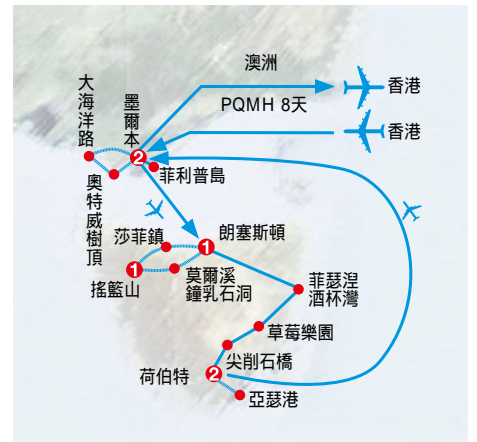 澳洲
PQMH 8天
香港
香港
大海洋路
墨爾本
2
菲利普島
奧特威樹頂
莎菲鎮
1
朗塞斯頓
1
搖籃山
莫爾溪
鐘乳石洞
菲瑟涅
酒杯灣
草莓樂園
尖削石橋
荷伯特
2
亞瑟港